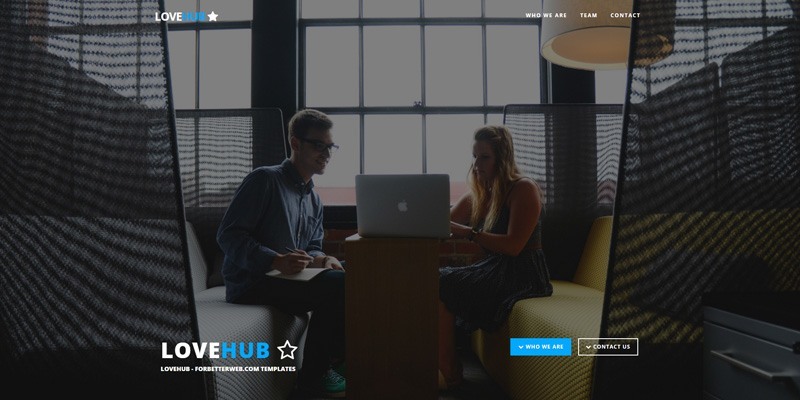 LOVEHUB
WHO WE ARE TEAM CONTACT
LOVEHUB
LOVEHUB - FORBETTERWEB.COM TEMPLATES
WHO WE ARE
CONTACT US